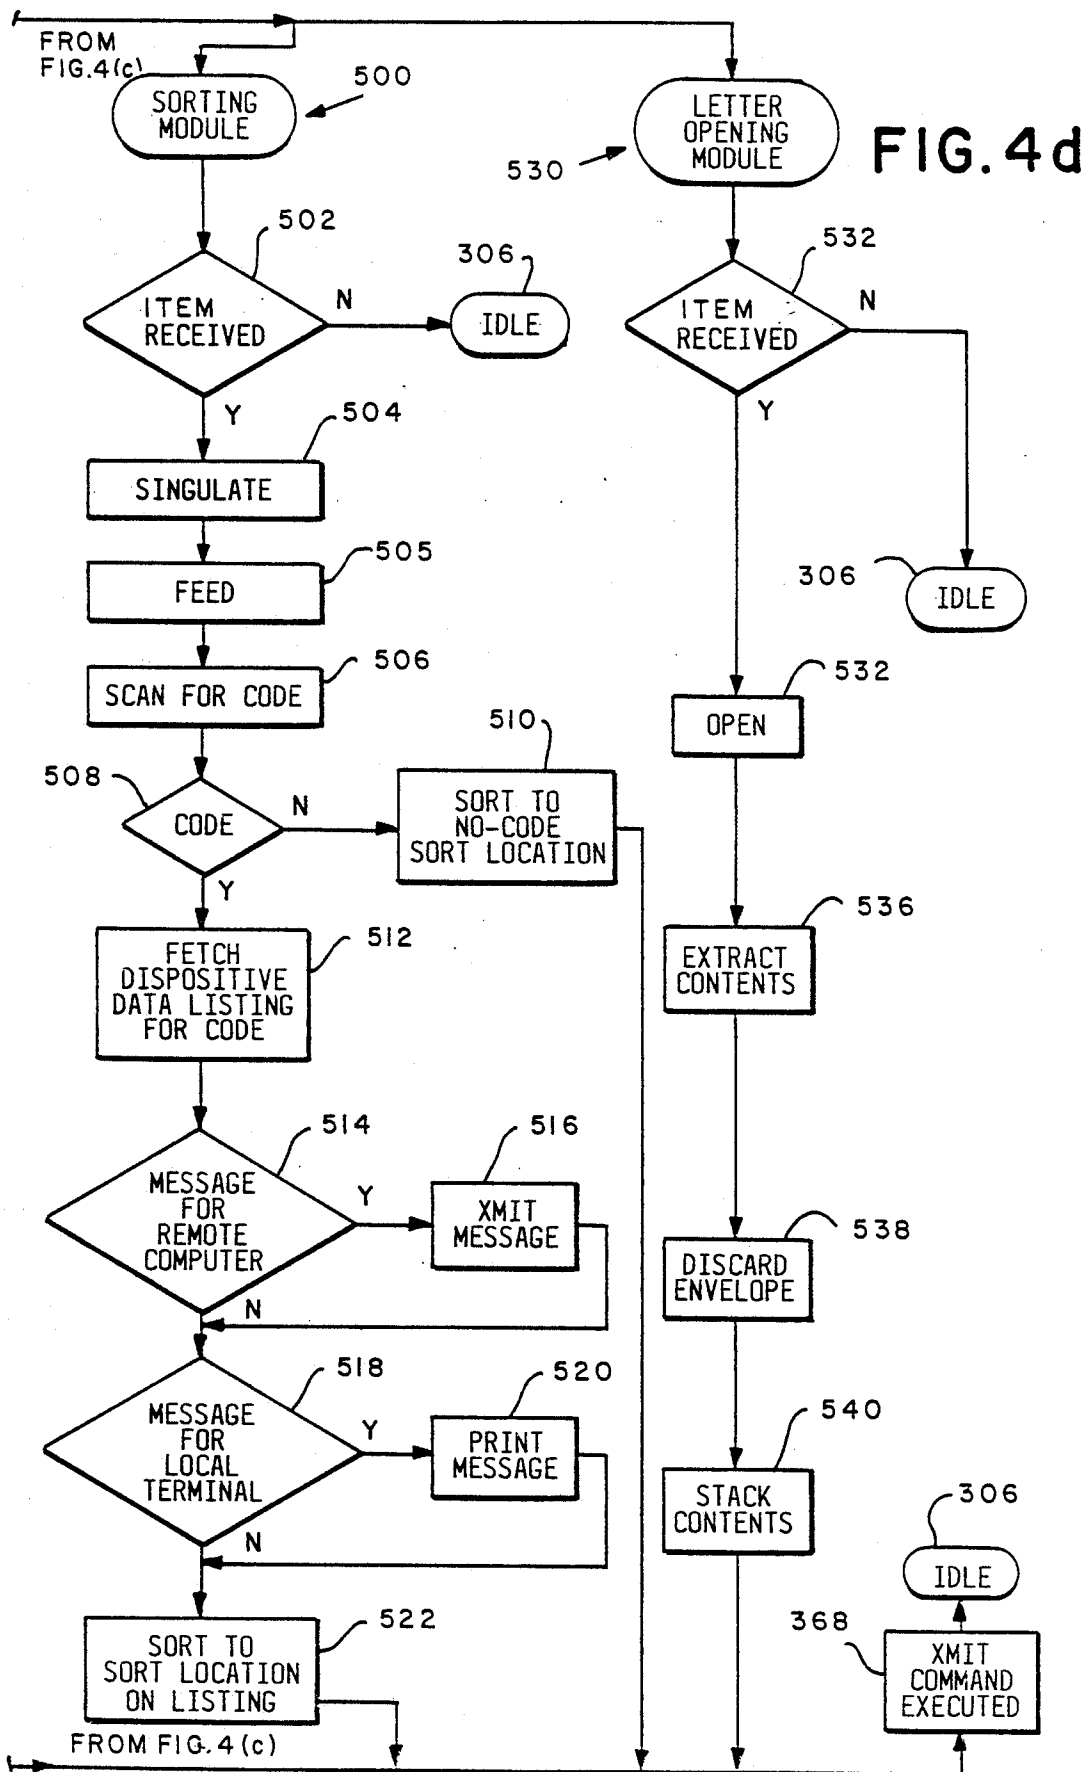 FROM
FIG.4(c)
SORTING
MODULE
500
LETTER
OPENING
MODULE
530
FIG. 4d
502
ITEM
RECEIVED
N
306
IDLE
Y
532
ITEM
RECEIVED
N
Y
306
IDLE
504
SINGULATE
505
FEED
506
SCAN FOR CODE
532
OPEN
508
CODE
N
510
SORT TO
NO-CODE
SORT LOCATION
Y
512
FETCH
DISPOSITIVE
DATA LISTING
FOR CODE
536
EXTRACT
CONTENTS
514
MESSAGE
FOR
REMOTE
COMPUTER
Y
516
XMIT
MESSAGE
N
538
DISCARD
ENVELOPE
518
MESSAGE
FOR
LOCAL
TERMINAL
Y
520
PRINT
MESSAGE
N
540
STACK
CONTENTS
522
SORT TO
SORT LOCATION
ON LISTING
306
IDLE
368
XMIT
COMMAND
EXECUTED
FROM FIG. 4(c)